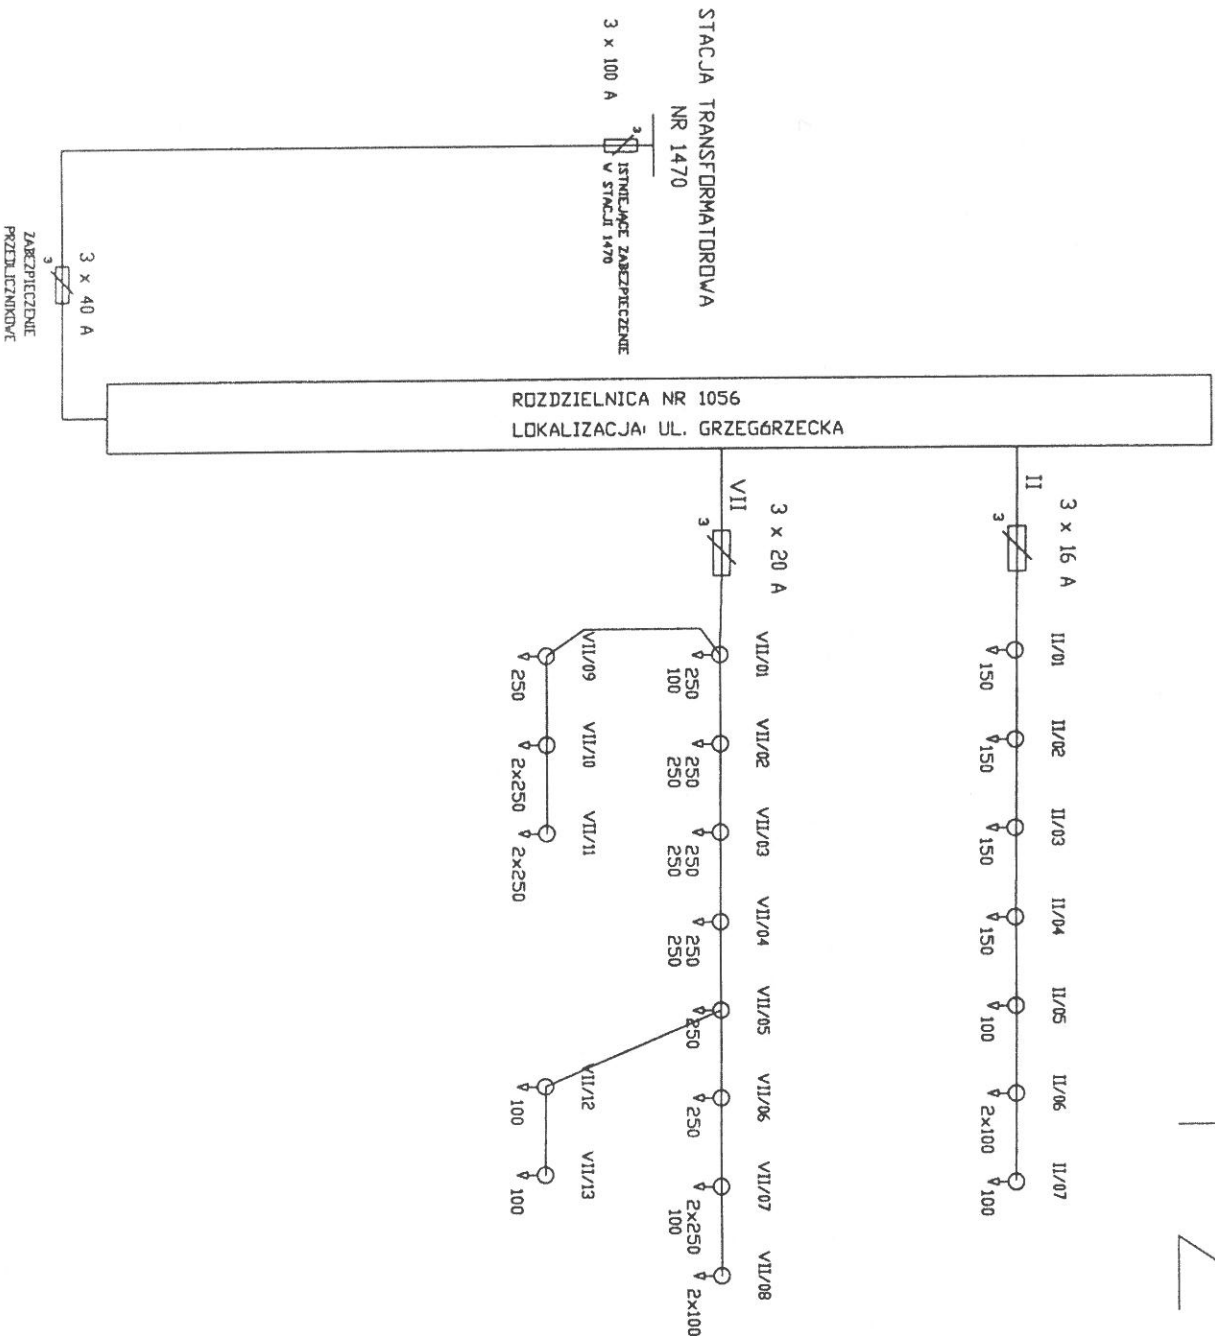 STACJA TRANSFORMATOROWA
NR 1470
3 x 100 A
3
ISTNIEJĄCE ZABEZPIECZENIE
W STACJI 1470
3 x 40 A
3
ZABEZPIECZENIE
PRZEDLICZNIKOWE
ROZDZIELNICA NR 1056
LOKALIZACJA: UL. GRZEGÓRZECKA
II
3 x 16 A
3
II/01
150
II/02
150
II/03
150
II/04
150
II/05
100
II/06
2x100
II/07
100
VII
3 x 20 A
3
VII/01
250
100
VII/02
250
250
VII/03
250
250
VII/04
250
250
VII/05
250
VII/06
250
VII/07
2x250
100
VII/08
2x100
VII/09
250
VII/10
2x250
VII/11
2x250
VII/12
100
VII/13
100